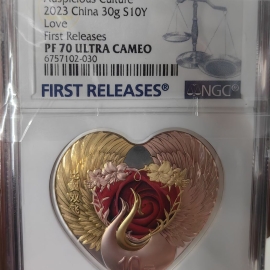 Auspicious Culture
2023 China 30g S10Y
Love
First Releases
PF 70 ULTRA CAMEO
6757102-030
FIRST RELEASES®
NGC